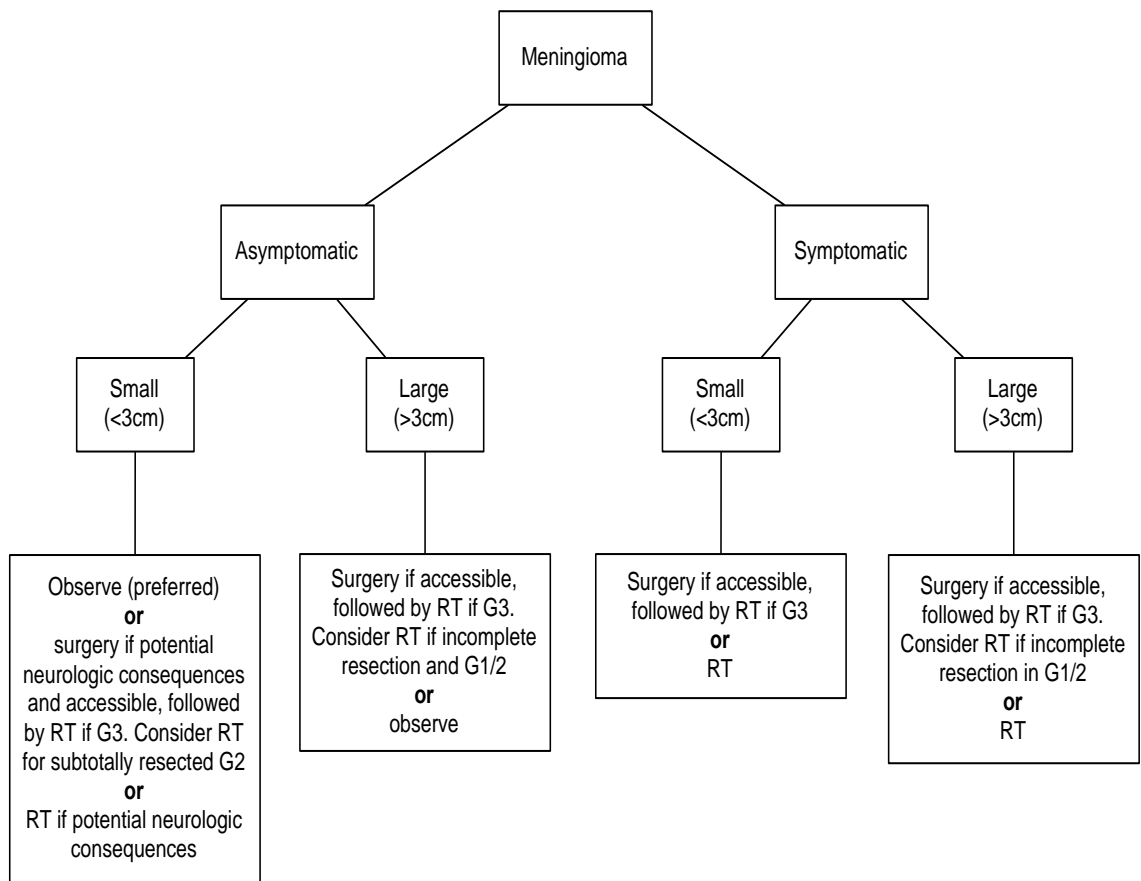 Meningioma
Asymptomatic
Symptomatic
Small
(<3cm)
Large
(>3cm)
Small
(<3cm)
Large
(>3cm)
Observe (preferred)
or
surgery if potential
neurologic consequences
and accessible, followed
by RT if G3. Consider RT
for subtotally resected G2
or
RT if potential neurologic
consequences
Surgery if accessible,
followed by RT if G3.
Consider RT if incomplete
resection and G1/2
or
observe
Surgery if accessible,
followed by RT if G3
or
RT
Surgery if accessible,
followed by RT if G3.
Consider RT if incomplete
resection in G1/2
or
RT